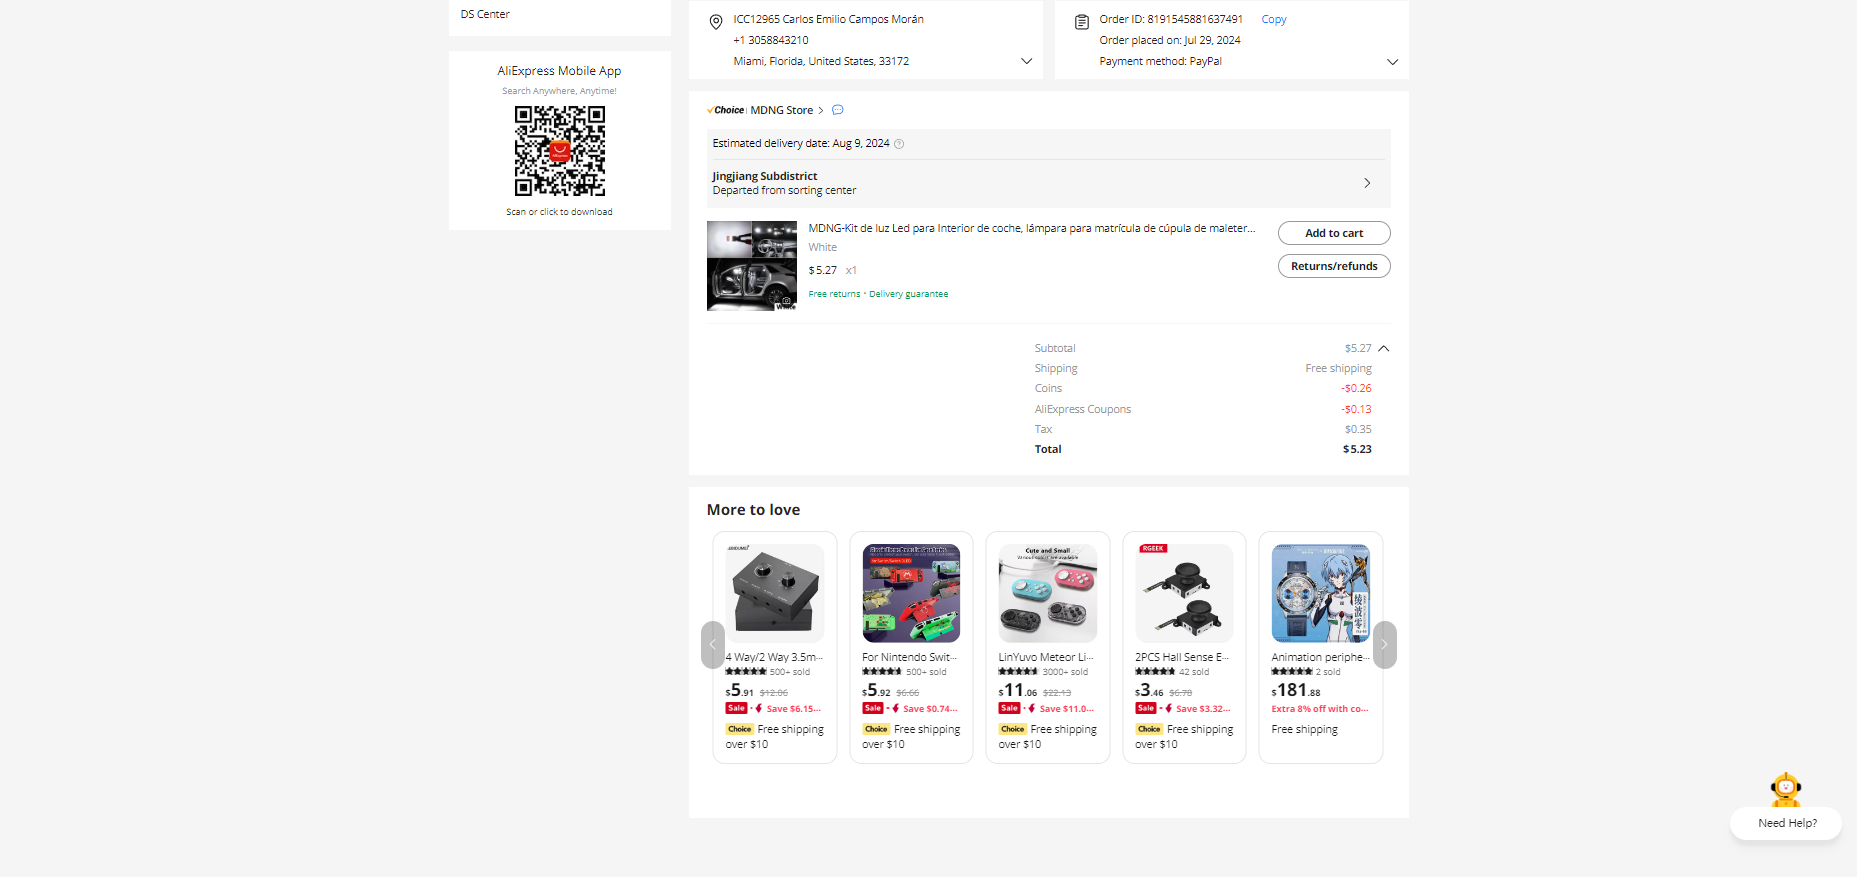 DS Center
AliExpress Mobile App
Search Anywhere, Anytime!
Scan or click to download
ICC12965 Carlos Emilio Campos Morán
+1 3058843210
Miami, Florida, United States, 33172
Order ID: 8191545881637491 Copy
Order placed on: Jul 29, 2024
Payment method: PayPal
Choice MDNG Store
Estimated delivery date: Aug 9, 2024
Jingjiang Subdistrict
Departed from sorting center
MDNG-Kit de luz Led para Interior de coche, lámpara para matrícula de cúpula de maleter...
White
$5.27 x1
Free returns · Delivery guarantee
White
Add to cart
Returns/refunds
Subtotal $5.27
Shipping Free shipping
Coins -$0.26
AliExpress Coupons -$0.13
Tax $0.35
Total $5.23
More to love
4 Way/2 Way 3.5m...
500+ sold
$5.91 $12.06
Sale Save $6.15...
Choice Free shipping
over $10
For Nintendo Swit...
500+ sold
$5.92 $6.66
Sale Save $0.74...
Choice Free shipping
over $10
Cute and Small
LinYuvo Meteor Li...
3000+ sold
$11.06 $22.13
Sale Save $11.0...
Choice Free shipping
over $10
RGEEK
2PCS Hall Sense E...
42 sold
$3.46 $6.78
Sale Save $3.32...
Choice Free shipping
over $10
Animation periphe...
2 sold
$181.88
Extra 8% off with co...
Free shipping
Need Help?